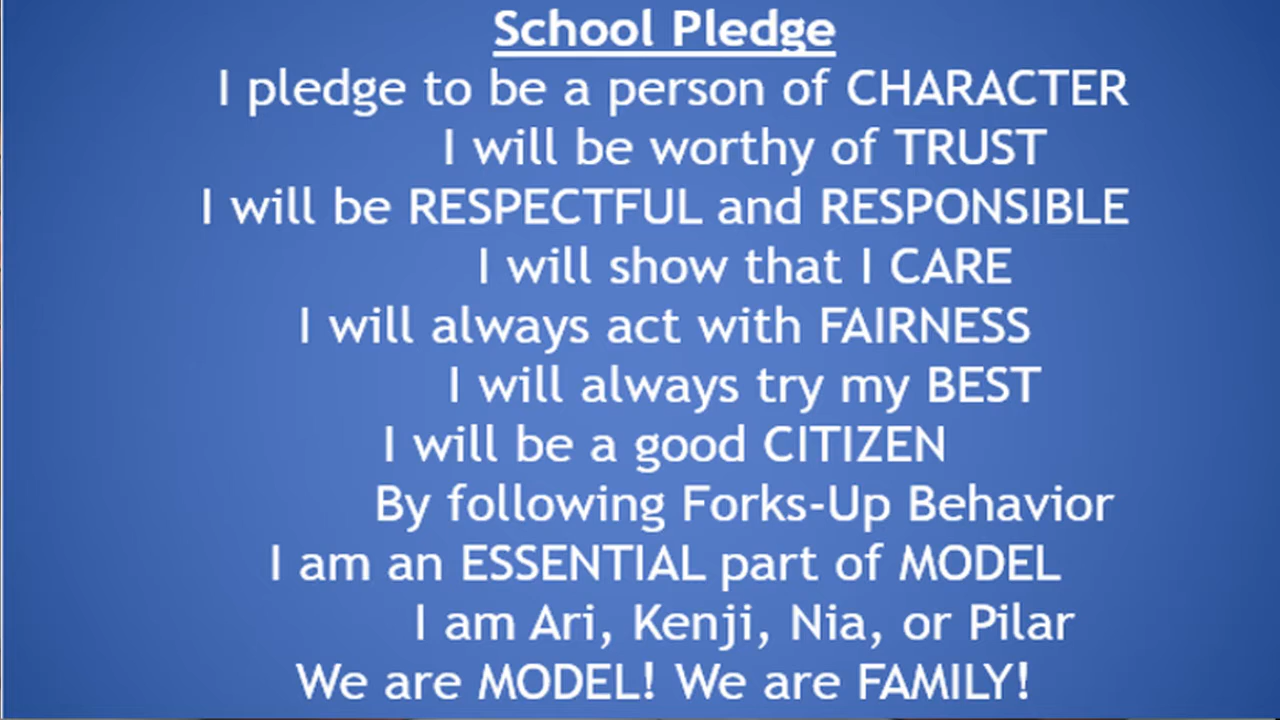 School Pledge
I pledge to be a person of CHARACTER
I will be worthy of TRUST
I will be RESPECTFUL and RESPONSIBLE
I will show that I CARE
I will always act with FAIRNESS
I will always try my BEST
I will be a good CITIZEN
By following Forks-Up Behavior
I am an ESSENTIAL part of MODEL
I am Ari, Kenji, Nia, or Pilar
We are MODEL! We are FAMILY!